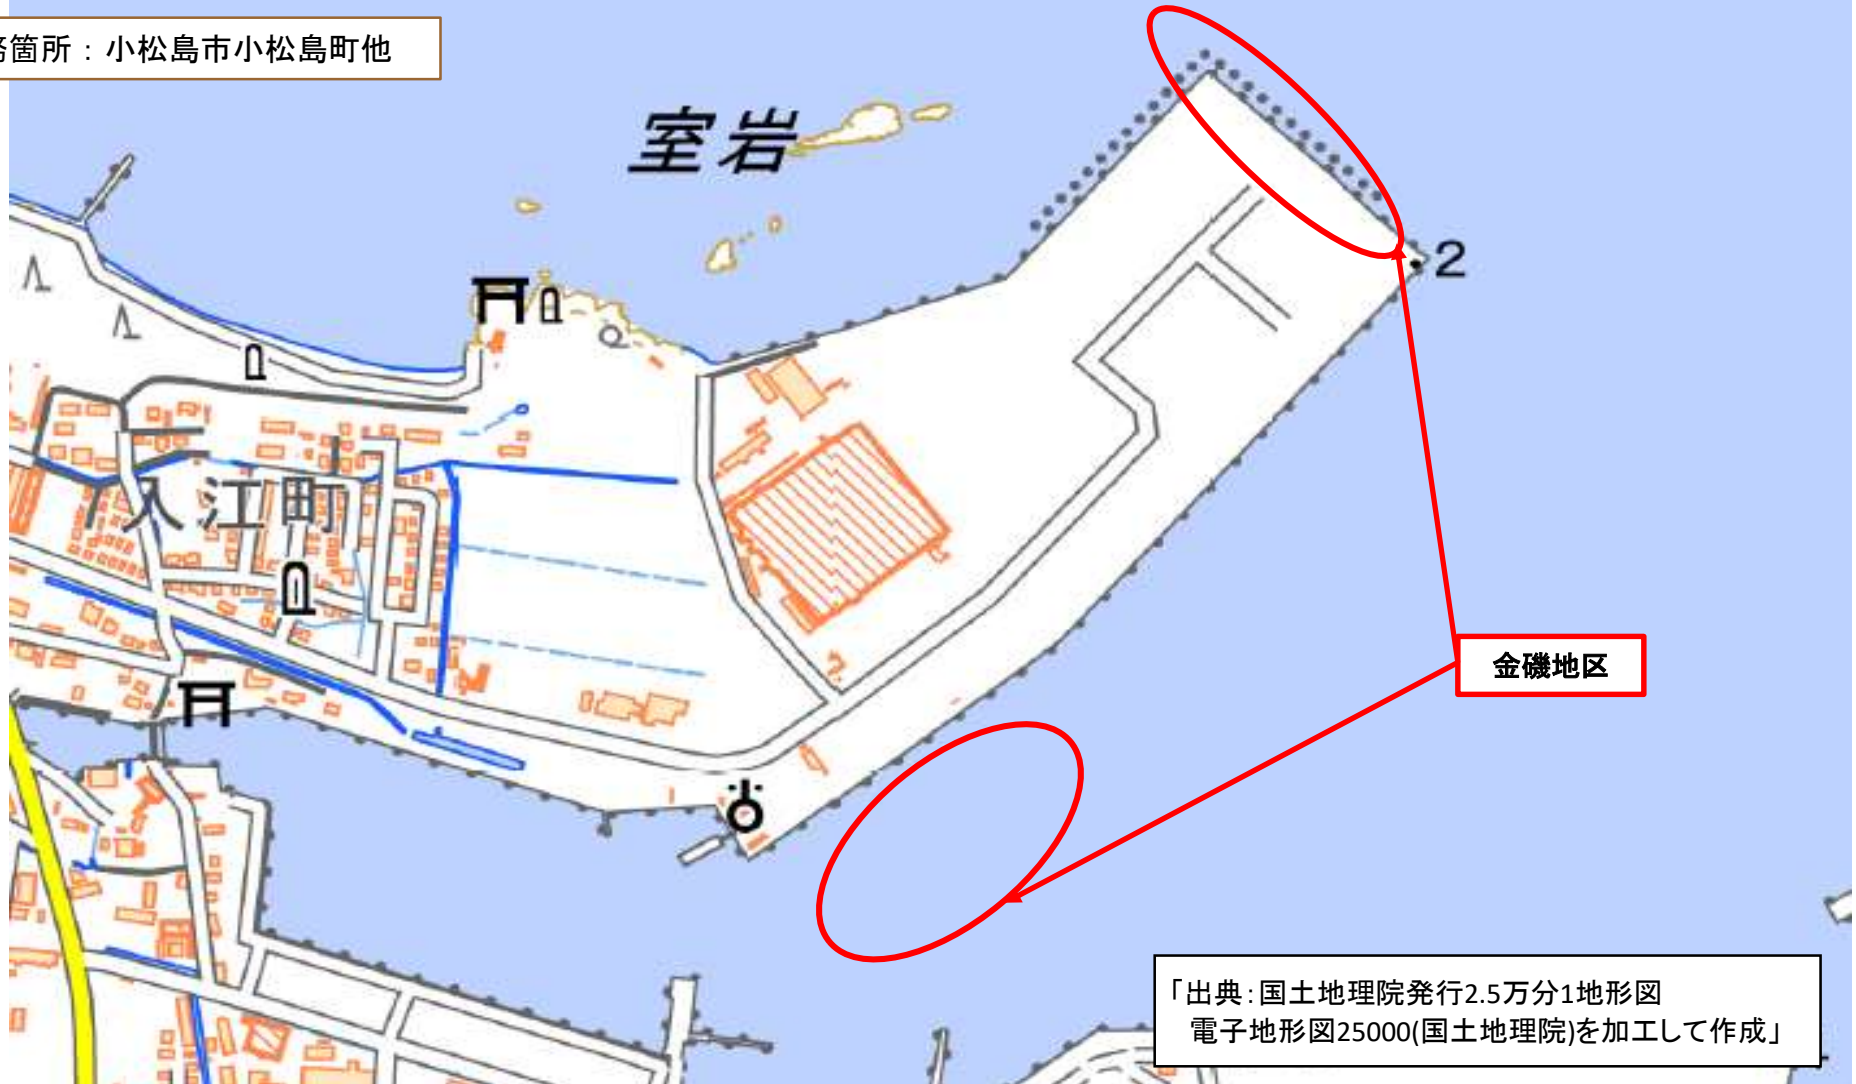 務箇所：小松島市小松島町他
室岩
2
入江町
金磯地区
「出典：国土地理院発行2.5万分1地形図
電子地形図25000(国土地理院)を加工して作成」